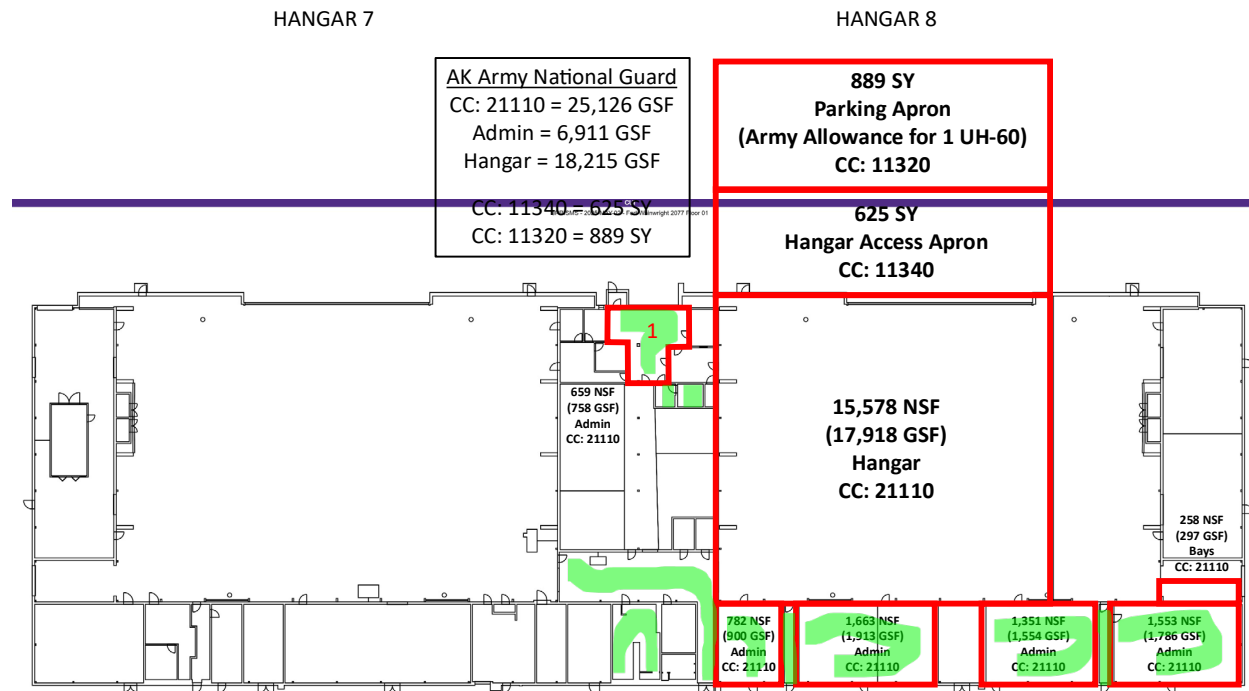 HANGAR 7
HANGAR 8
AK Army National Guard
CC: 21110 = 25,126 GSF
Admin = 6,911 GSF
Hangar = 18,215 GSF
CC: 11340 = 625 SY
CC: 11320 = 889 SY
889 SY
Parking Apron
(Army Allowance for 1 UH-60)
CC: 11320
Wainwright 2077 Floor 01
625 SY
Hangar Access Apron
CC: 11340
1
659 NSF
(758 GSF)
Admin
CC: 21110
15,578 NSF
(17,918 GSF)
Hangar
CC: 21110
258 NSF
(297 GSF)
Bays
CC: 21110
782 NSF
(900 GSF)
Admin
CC: 21110
1,663 NSF
(1,913 GSF)
Admin
CC: 21110
1,351 NSF
(1,554 GSF)
Admin
CC: 21110
1,553 NSF
(1,786 GSF)
Admin
CC: 21110